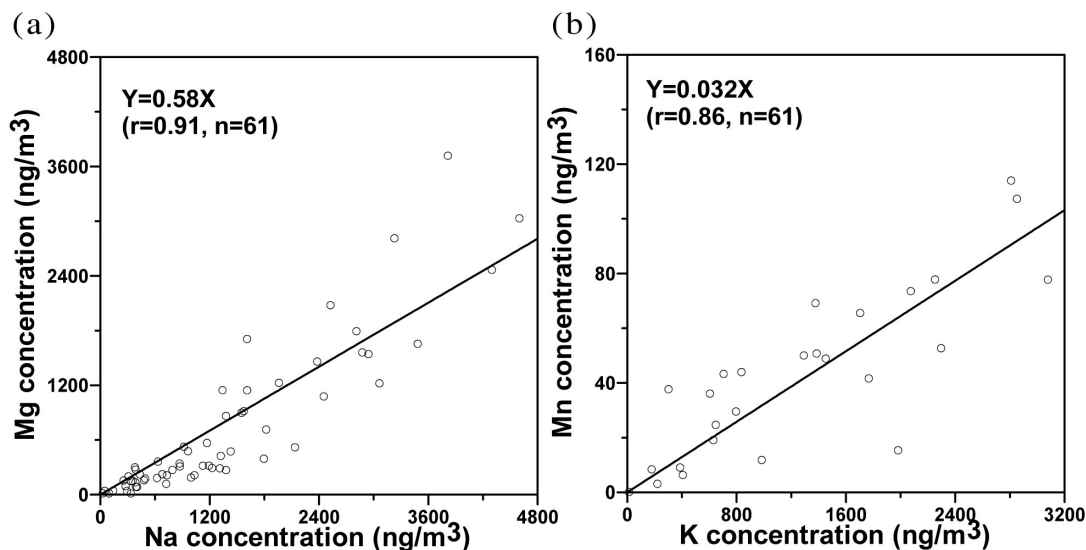 (a)
4800
3600
2400
1200
0
Mg concentration (ng/m³)
Y=0.58X
(r=0.91, n=61)
0 1200 2400 3600 4800
Na concentration (ng/m³)
(b)
160
120
80
40
0
Mn concentration (ng/m³)
Y=0.032X
(r=0.86, n=61)
0 800 1600 2400 3200
K concentration (ng/m³)